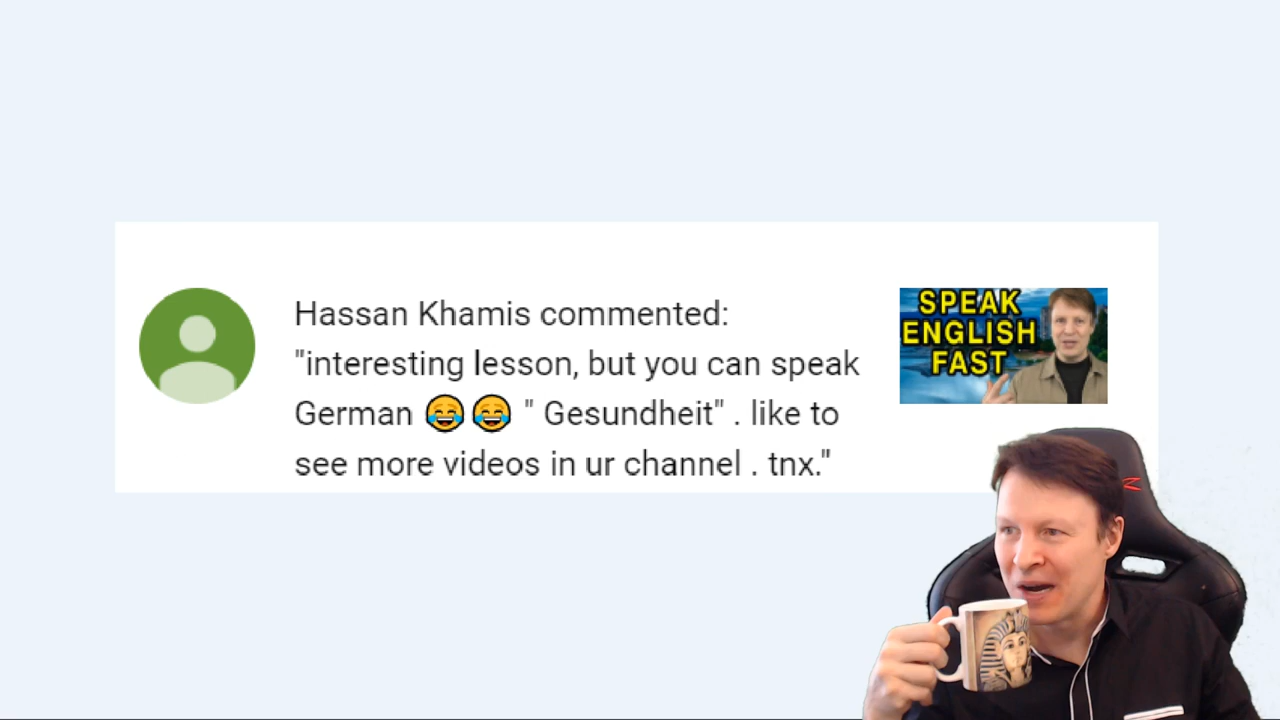 Hassan Khamis commented:
"interesting lesson, but you can speak
German 😂😂 " Gesundheit" . like to
see more videos in ur channel . tnx."
SPEAK
ENGLISH
FAST